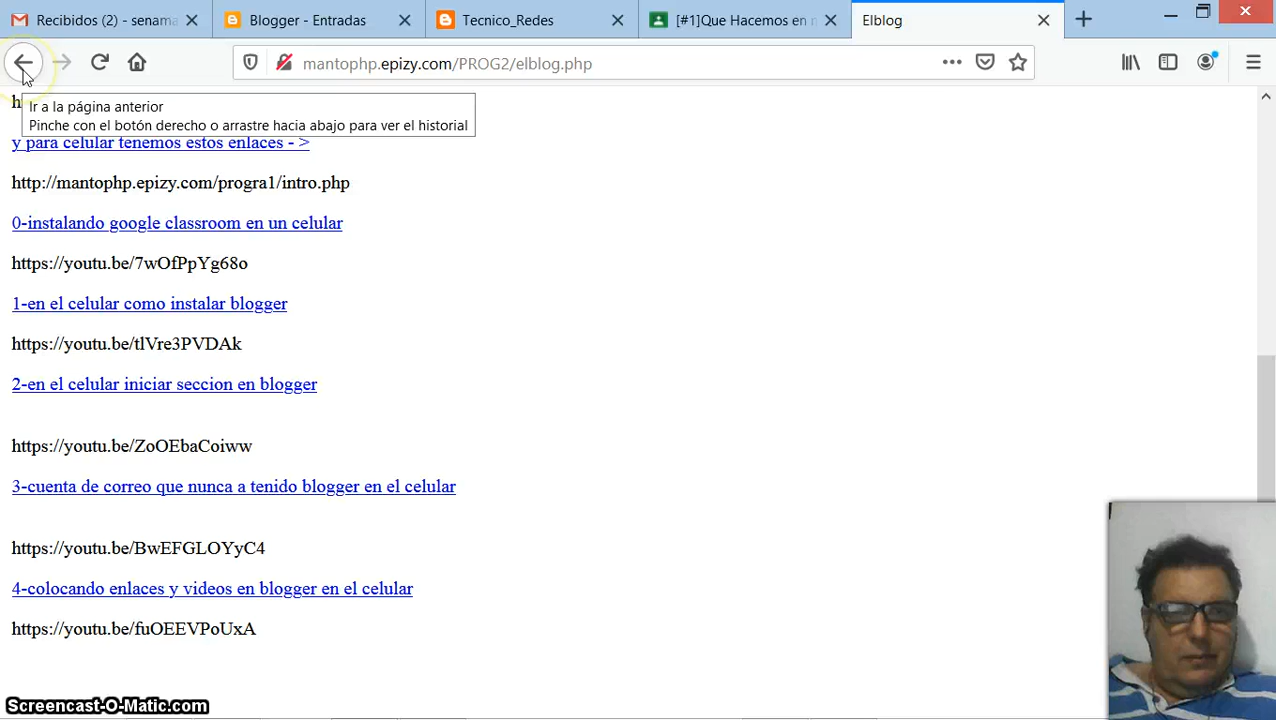 Recibidos (2) - senama
Blogger - Entradas
Tecnico_Redes
[#1]Que Hacemos en n
Elblog
mantophp.epizy.com/PROG2/elblog.php
Ir a la página anterior
Pinche con el botón derecho o arrastre hacia abajo para ver el historial
y para celular tenemos estos enlaces - >
http://mantophp.epizy.com/progra1/intro.php
0-instalando google classroom en un celular
https://youtu.be/7wOfPpYg68o
1-en el celular como instalar blogger
https://youtu.be/tlVre3PVDAk
2-en el celular iniciar seccion en blogger
https://youtu.be/ZoOEbaCoiww
3-cuenta de correo que nunca a tenido blogger en el celular
https://youtu.be/BwEFGLOYyC4
4-colocando enlaces y videos en blogger en el celular
https://youtu.be/fuOEEVPoUxA
Screencast-O-Matic.com